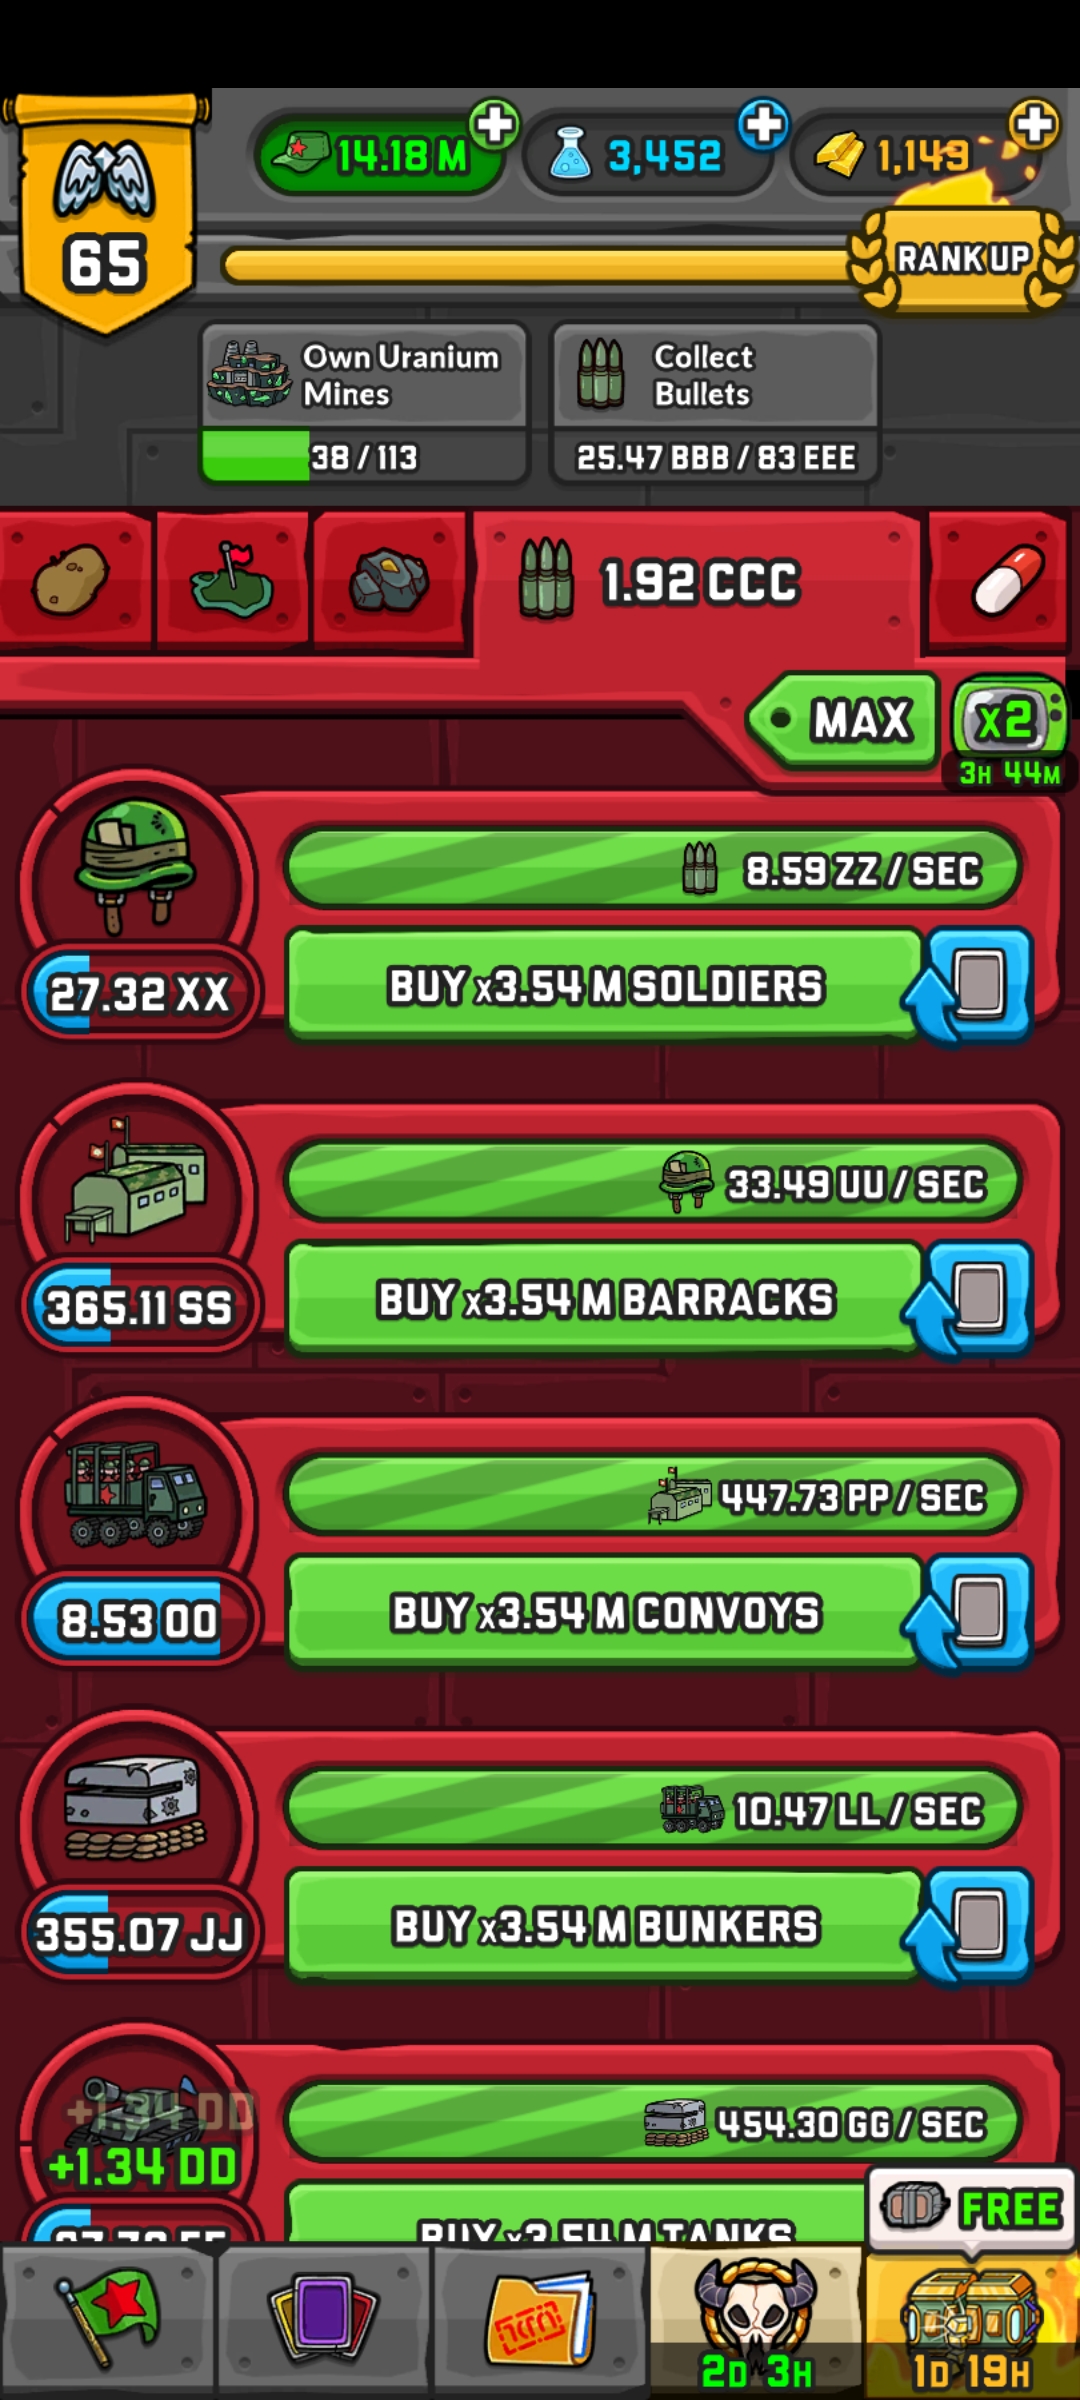 14.18 M
3,452
1,149
65
RANK UP
Own Uranium
Mines
38 / 113
Collect
Bullets
25.47 BBB / 83 EEE
1.92 CCC
MAX
x2
3H 44M
8.59 ZZ / SEC
27.32 XX
BUY x3.54 M SOLDIERS
33.49 UU / SEC
365.11 SS
BUY x3.54 M BARRACKS
447.73 PP / SEC
8.53 OO
BUY x3.54 M CONVOYS
10.47 LL / SEC
355.07 JJ
BUY x3.54 M BUNKERS
+1.34 DD
+1.34 DD
454.30 GG / SEC
FREE
BUY x3.54 M TANKS
2D 3H
1D 19H